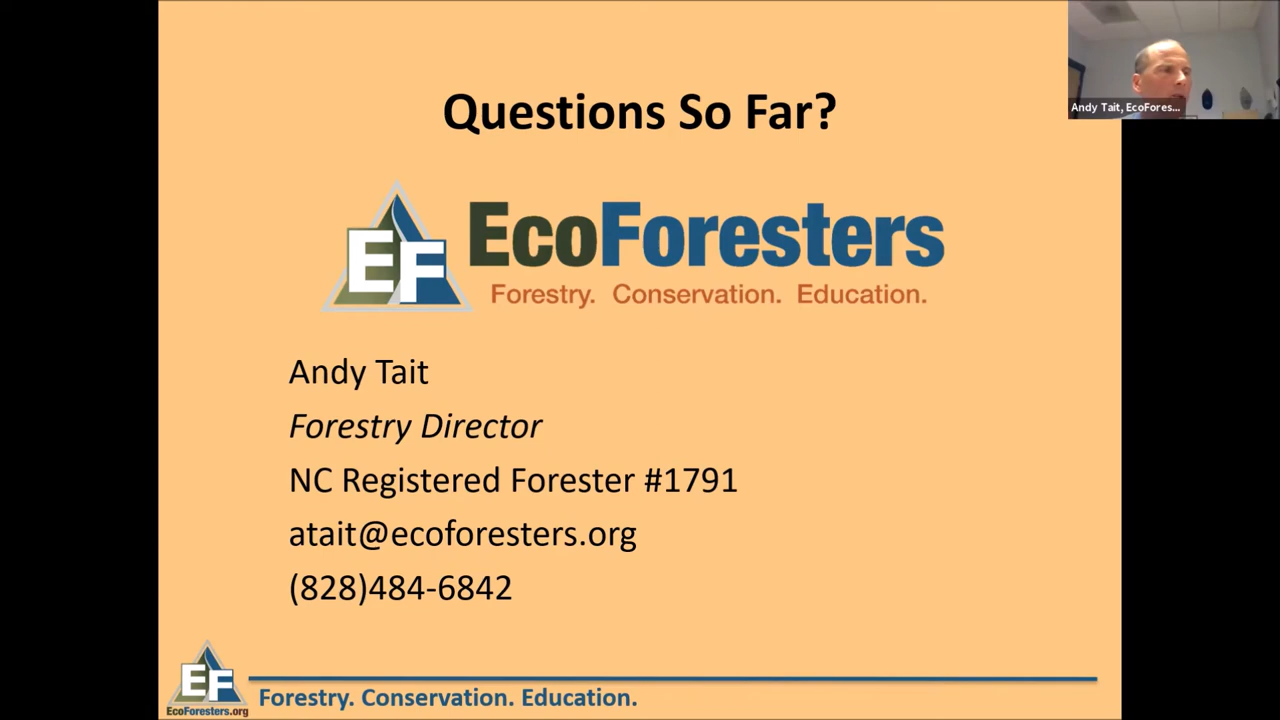 Questions So Far?
Andy Tait, EcoFores...
EF
EcoForesters
Forestry. Conservation. Education.
Andy Tait
Forestry Director
NC Registered Forester #1791
atait@ecoforesters.org
(828)484-6842
EF
EcoForesters.org
Forestry. Conservation. Education.